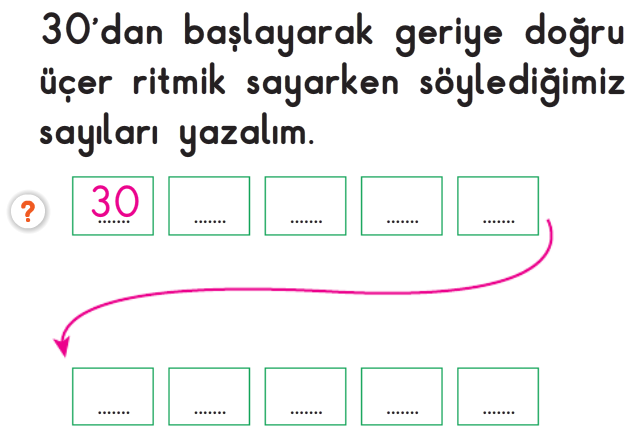 30'dan başlayarak geriye doğru
üçer ritmik sayarken söylediğimiz
sayıları yazalım.
? 30 ....... ....... ....... ....... .......
....... ....... ....... ....... .......